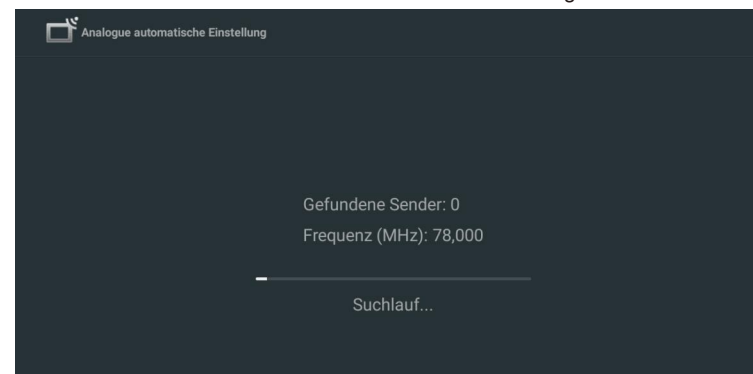 Analogue automatische Einstellung
Gefundene Sender: 0
Frequenz (MHz): 78,000
Suchlauf...